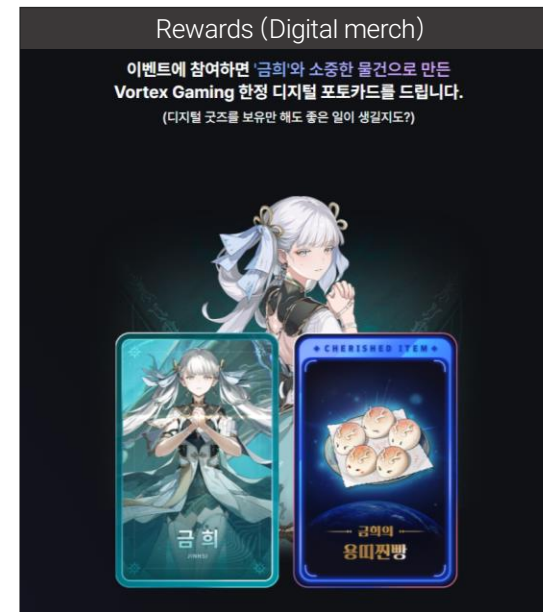 Rewards (Digital merch)
이벤트에 참여하면 '금희'와 소중한 물건으로 만든
Vortex Gaming 한정 디지털 포토카드를 드립니다.
(디지털 굿즈를 보유만 해도 좋은 일이 생길지도?)
CHERISHED ITEM
금희
JINHSI
금희의
용띠찐빵